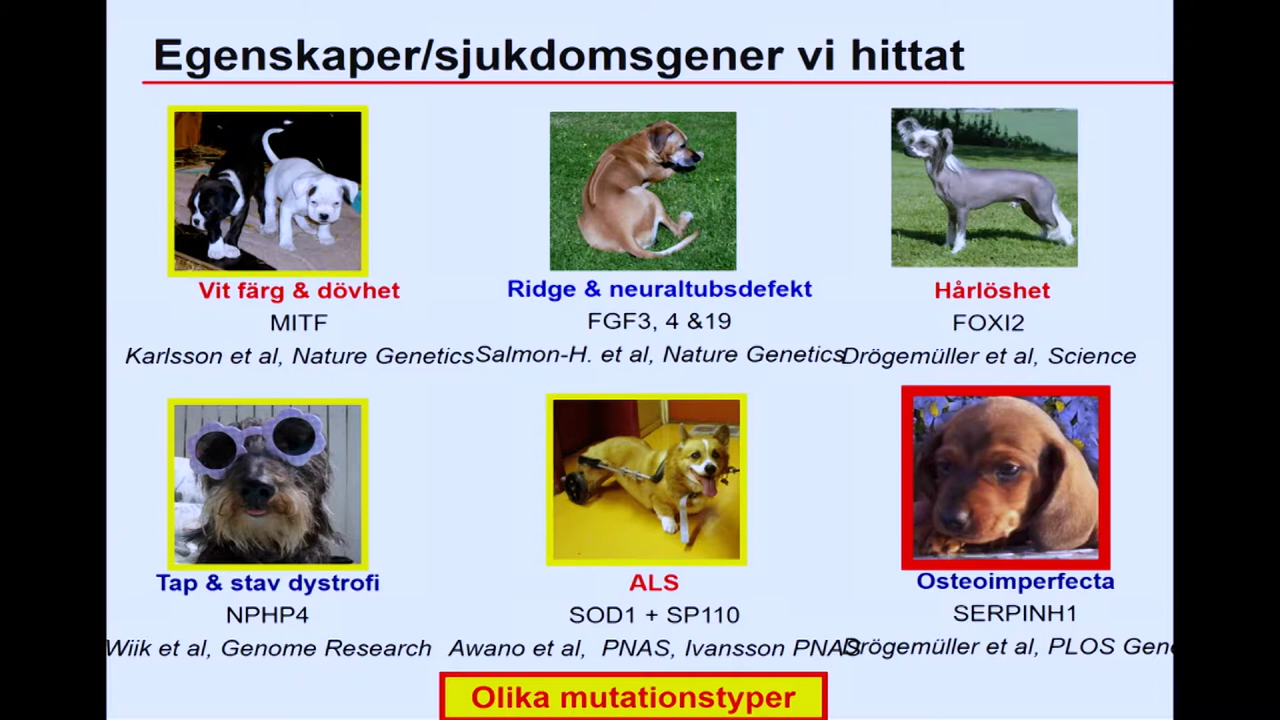 Egenskaper/sjukdomsgener vi hittat
Vit färg & dövhet
MITF
Karlsson et al, Nature Genetics
Ridge & neuraltubsdefekt
FGF3, 4 &19
Salmon-H. et al, Nature Genetics
Hårlöshet
FOXI2
Drögemüller et al, Science
Tap & stav dystrofi
NPHP4
Wiik et al, Genome Research
ALS
SOD1 + SP110
Awano et al, PNAS, Ivansson PNAS
Osteoimperfecta
SERPINH1
Drögemüller et al, PLOS Gen
Olika mutationstyper